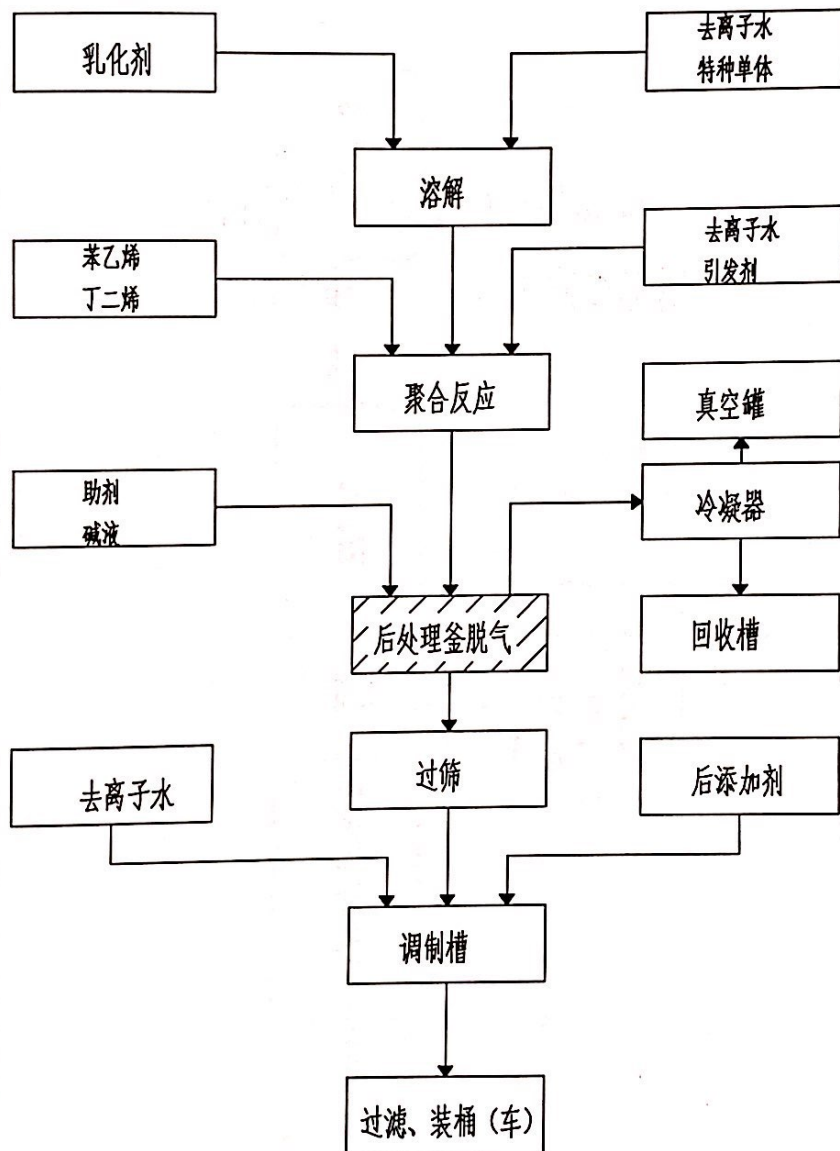 乳化剂
去离子水
特种单体
溶解
苯乙烯
丁二烯
去离子水
引发剂
聚合反应
真空罐
助剂
碱液
冷凝器
后处理釜脱气
回收槽
去离子水
过筛
后添加剂
调制槽
过滤、装桶（车）